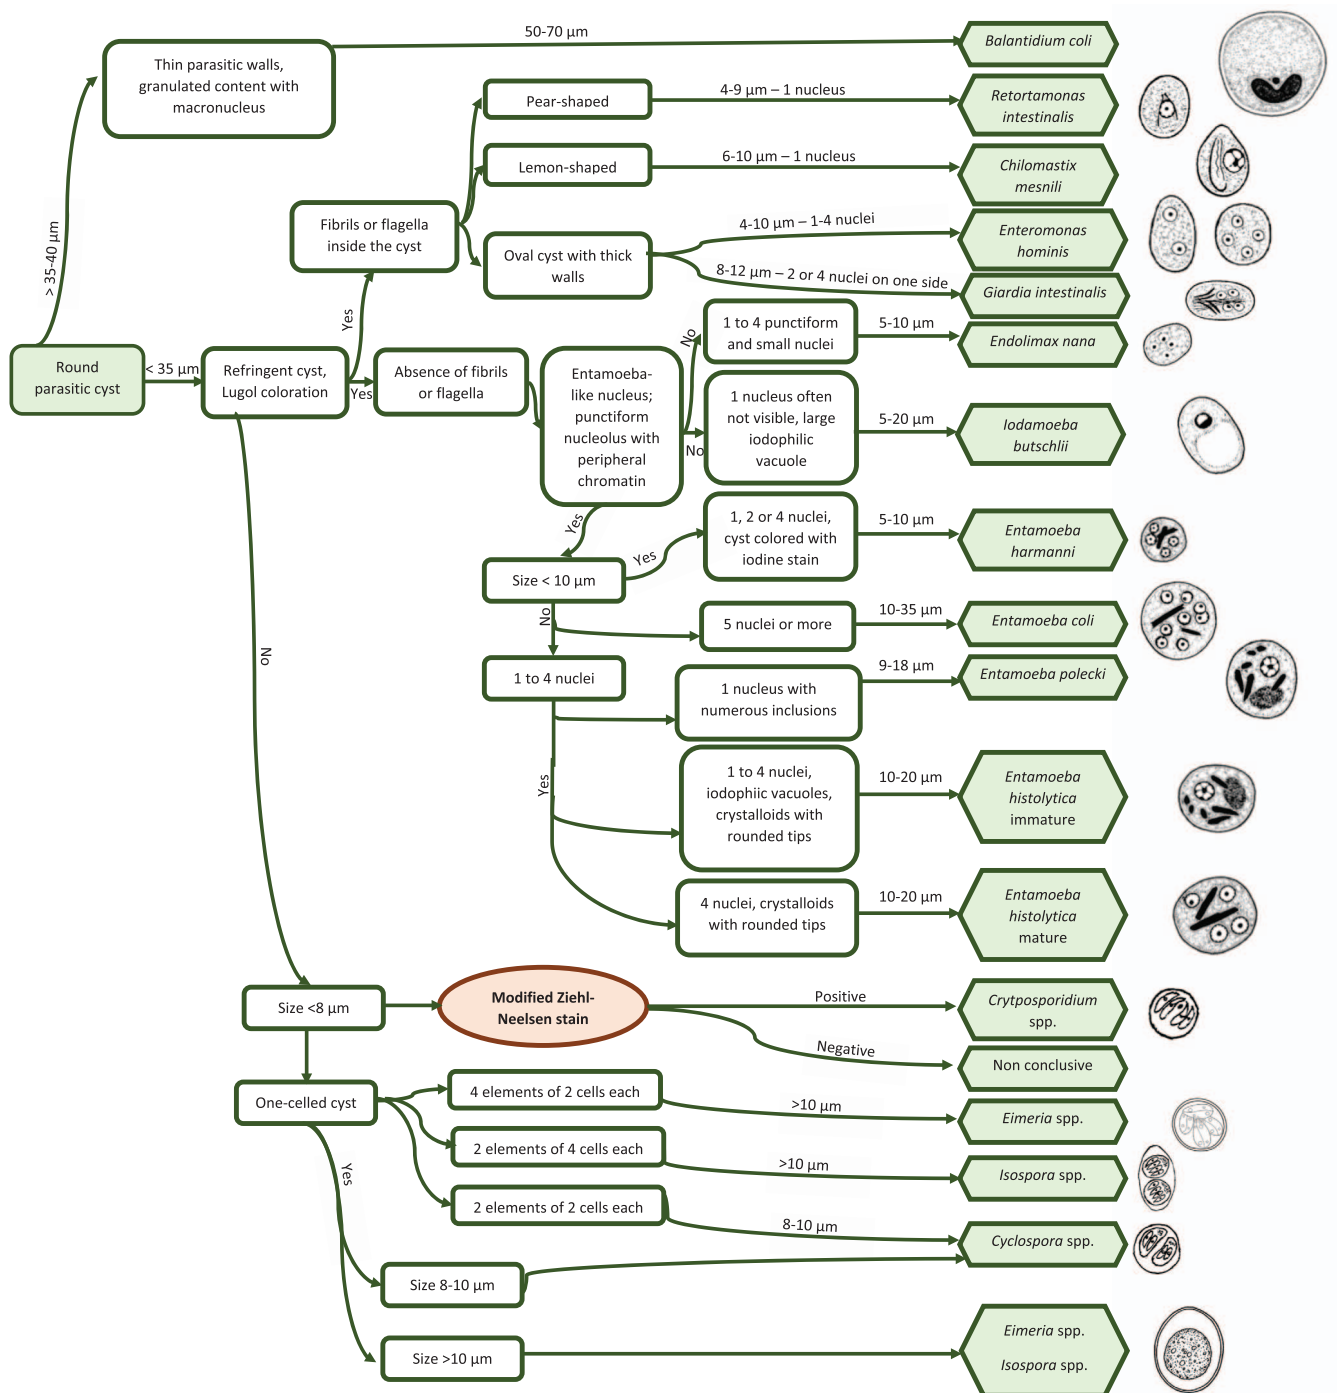 50-70 µm
Balantidium coli
Thin parasitic walls,
granulated content with
macronucleus
Pear-shaped
4-9 µm – 1 nucleus
Retortamonas
intestinalis
Lemon-shaped
6-10 µm – 1 nucleus
Chilomastix
mesnili
> 35-40 µm
Fibrils or flagella
inside the cyst
Oval cyst with thick
walls
4-10 µm – 1-4 nuclei
Enteromonas
hominis
8-12 µm – 2 or 4 nuclei on one side
Giardia intestinalis
Yes
No
1 to 4 punctiform
and small nuclei
5-10 µm
Endolimax nana
Round
parasitic cyst
< 35 µm
Refringent cyst,
Lugol coloration
Yes
Absence of fibrils
or flagella
Entamoeba-
like nucleus;
punctiform
nucleolus with
peripheral
chromatin
No
1 nucleus often
not visible, large
iodophilic
vacuole
5-20 µm
Iodamoeba
butschlii
Yes
Yes
1, 2 or 4 nuclei,
cyst colored with
iodine stain
5-10 µm
Entamoeba
harmanni
Size < 10 µm
No
5 nuclei or more
10-35 µm
Entamoeba coli
No
1 to 4 nuclei
1 nucleus with
numerous inclusions
9-18 µm
Entamoeba polecki
Yes
1 to 4 nuclei,
iodophiic vacuoles,
crystalloids with
rounded tips
10-20 µm
Entamoeba
histolytica
immature
4 nuclei, crystalloids
with rounded tips
10-20 µm
Entamoeba
histolytica
mature
Size <8 µm
Modified Ziehl-
Neelsen stain
Positive
Crytposporidium
spp.
Negative
Non conclusive
One-celled cyst
4 elements of 2 cells each
>10 µm
Eimeria spp.
2 elements of 4 cells each
>10 µm
Isospora spp.
Yes
2 elements of 2 cells each
8-10 µm
Cyclospora spp.
Size 8-10 µm
Size >10 µm
Eimeria spp.
Isospora spp.